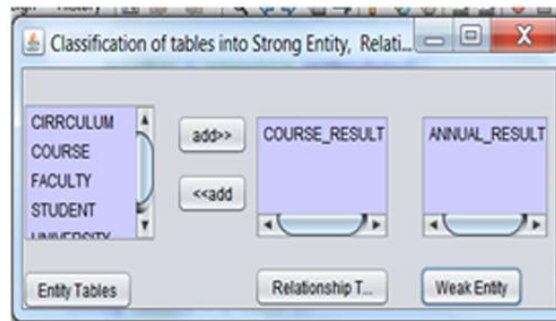 Classification of tables into Strong Entity, Relati...
CIRRCULUM
COURSE
FACULTY
STUDENT
UNIVERSITY
add>>
<<add
COURSE_RESULT
ANNUAL_RESULT
Entity Tables
Relationship T...
Weak Entity